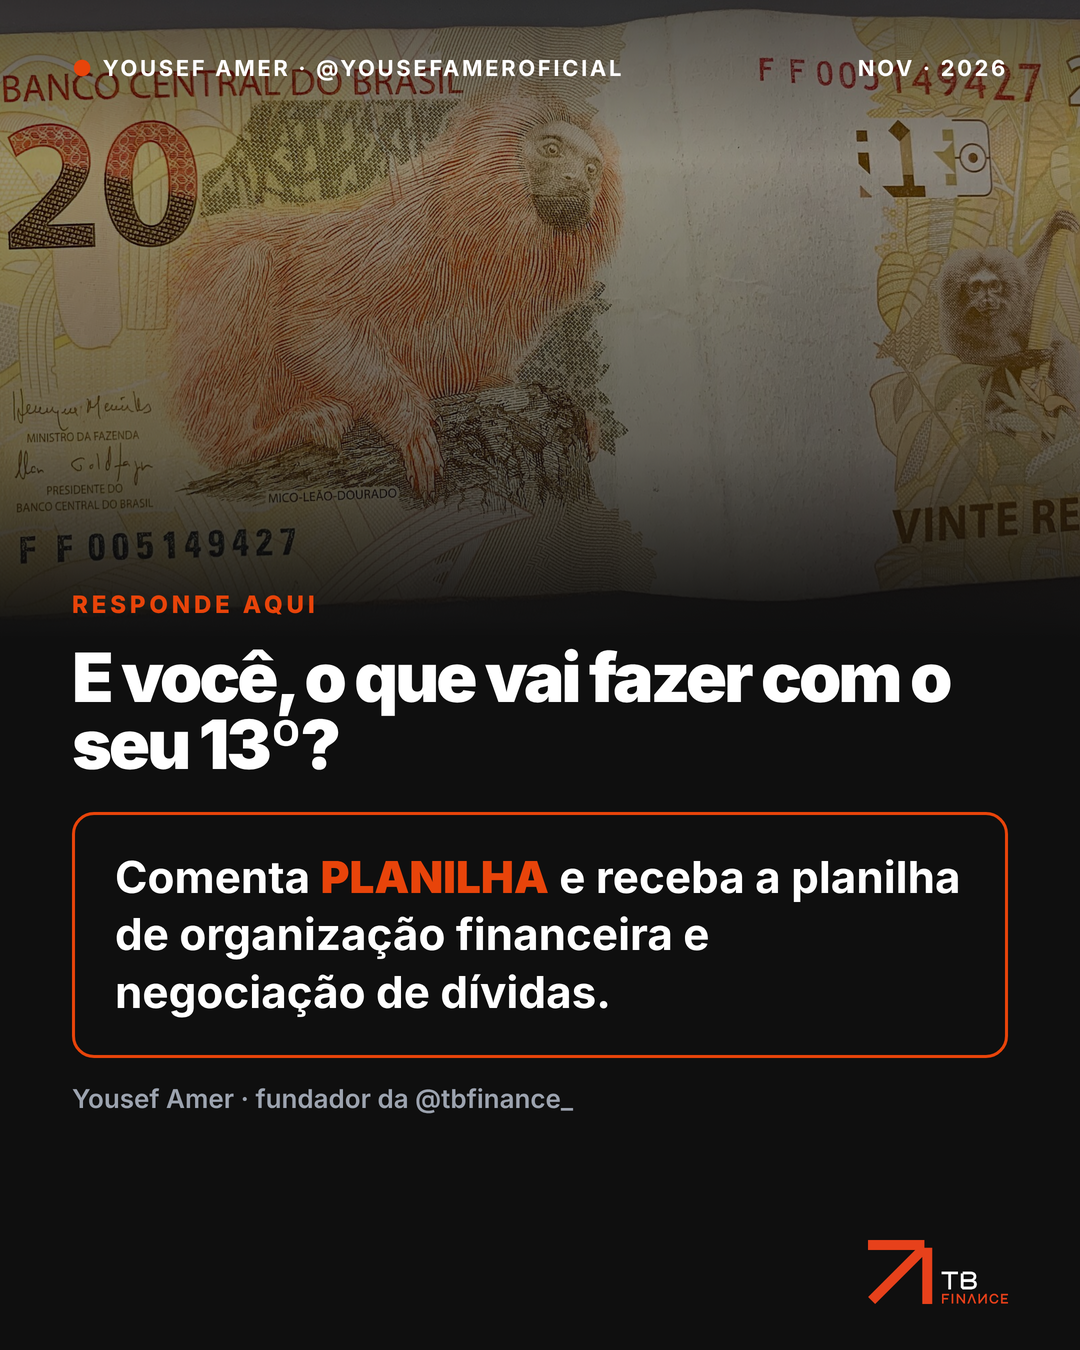 YOUSEF AMER · @YOUSEFAMEROFICIAL
NOV · 2026
BANCO CENTRAL DO BRASIL
F F 005149427
20
MINISTRO DA FAZENDA
PRESIDENTE DO
BANCO CENTRAL DO BRASIL
MICO-LEÃO-DOURADO
F F 005149427
VINTE RE
RESPONDE AQUI
E você, o que vai fazer com o
seu 13º?
Comenta PLANILHA e receba a planilha
de organização financeira e
negociação de dívidas.
Yousef Amer · fundador da @tbfinance_
TB
FINANCE